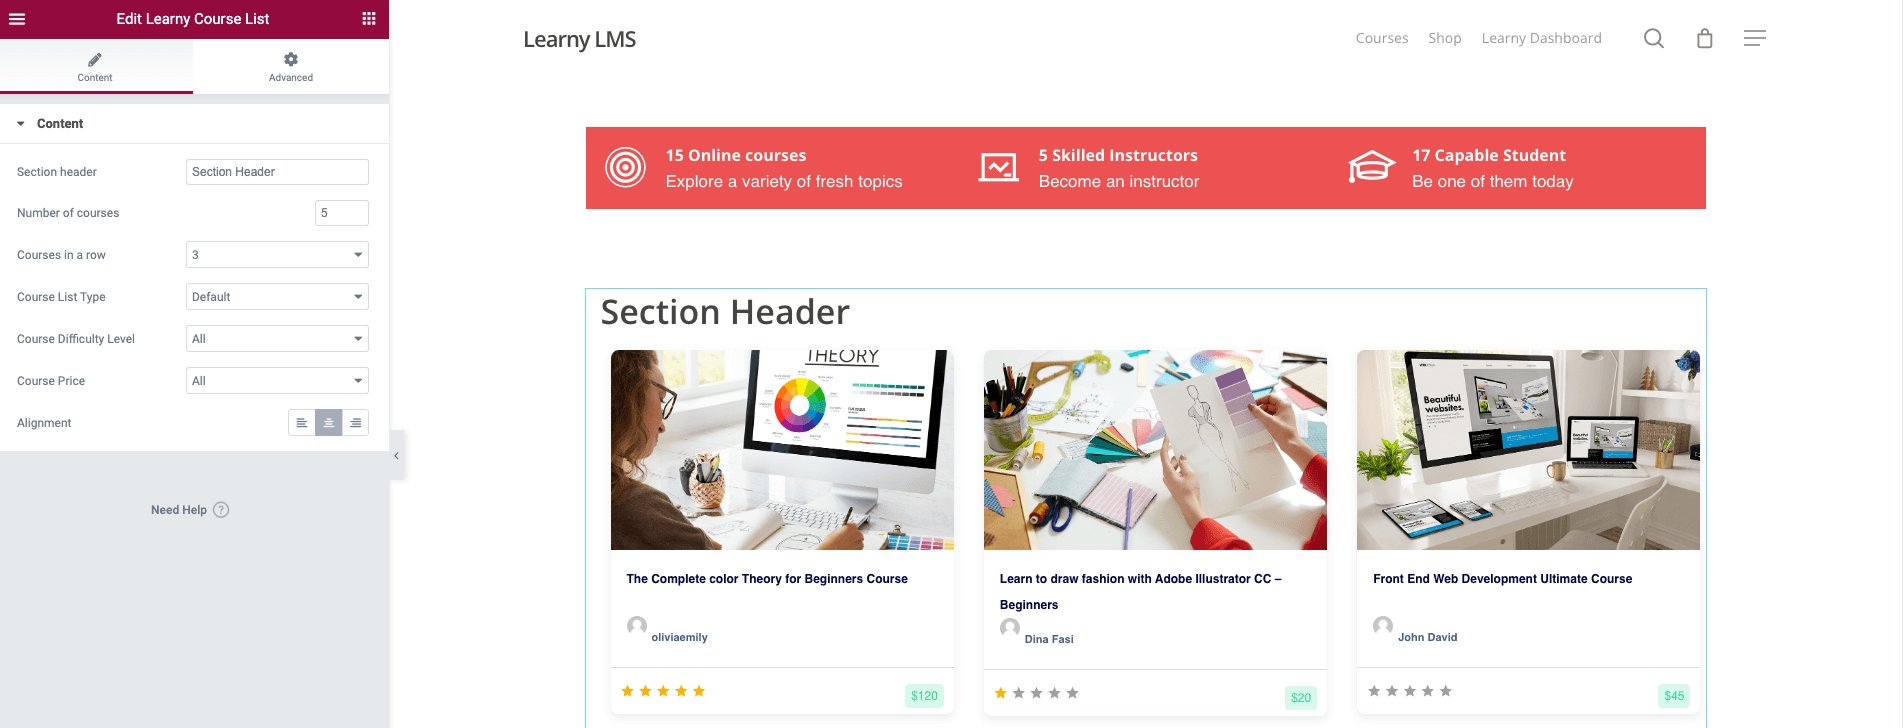 Edit Learny Course List
Content
Advanced
Content
Section header
Section Header
Number of courses
5
Courses in a row
3
Course List Type
Default
Course Difficulty Level
All
Course Price
All
Alignment
Need Help ?
Learny LMS
Courses
Shop
Learny Dashboard
15 Online courses
Explore a variety of fresh topics
5 Skilled Instructors
Become an instructor
17 Capable Student
Be one of them today
Section Header
THEORY
Beautiful
websites.
The Complete color Theory for Beginners Course
oliviaemily
$120
Learn to draw fashion with Adobe Illustrator CC –
Beginners
Dina Fasi
$20
Front End Web Development Ultimate Course
John David
$45